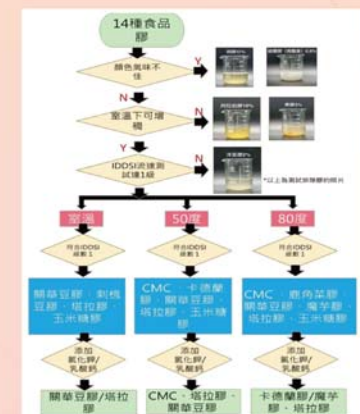 14種食品
膠
顏色氣味不
佳
Y
N
室溫下可增
稠
N
Y
IDDSI流速測
試達1級
N
*以上為測試排除膠的照片
室溫
50度
80度
符合IDDSI
級數1
符合IDDSI
級數1
符合IDDSI
級數1
關華豆膠、刺槐
豆膠、塔拉膠、
玉米糖膠
CMC、卡德蘭
膠、關華豆膠、
塔拉膠、玉米糖
膠
CMC、鹿角菜膠、
關華豆膠、魔芋膠
、塔拉膠、玉米糖
膠
添加
氯化鉀/
乳酸鈣
添加
氯化鉀/
乳酸鈣
添加
氯化鉀/
乳酸鈣
關華豆膠/塔拉
膠
CMC、塔拉膠、
關華豆膠
卡德蘭膠/魔芋
膠、塔拉膠